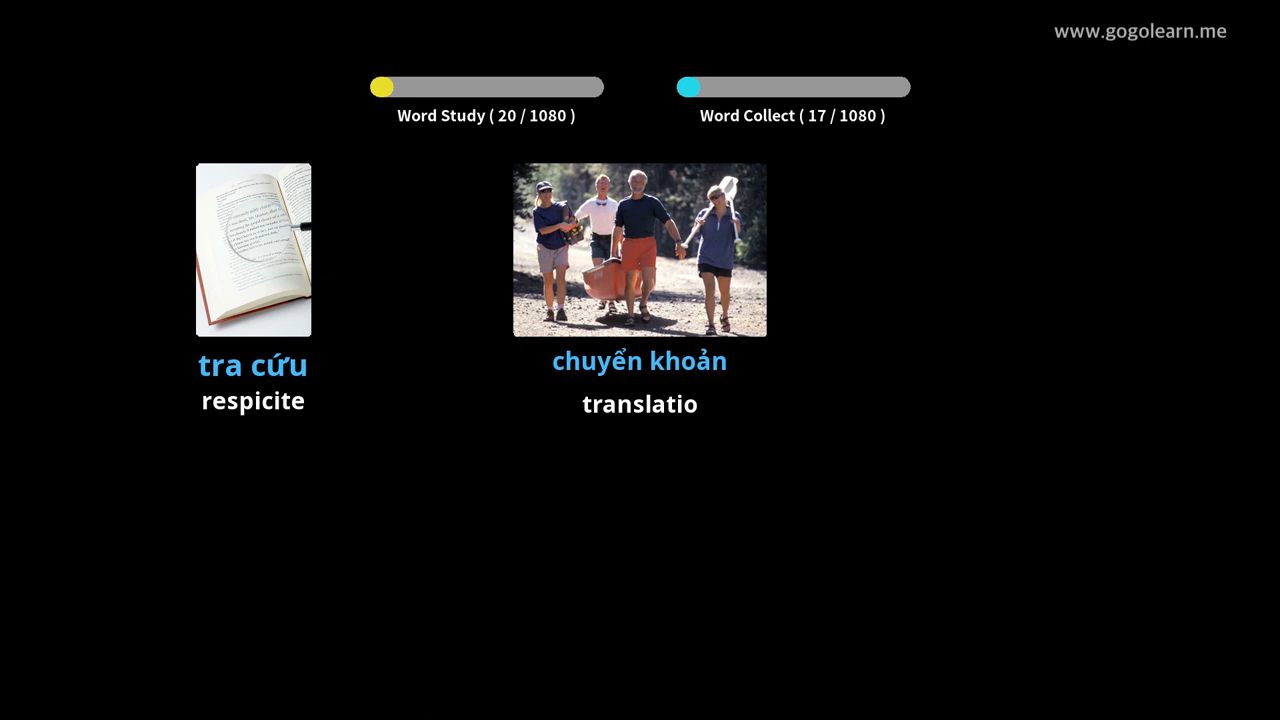 www.gogolearn.me
Word Study ( 20 / 1080 )
Word Collect ( 17 / 1080 )
tra cứu
respicite
chuyển khoản
translatio